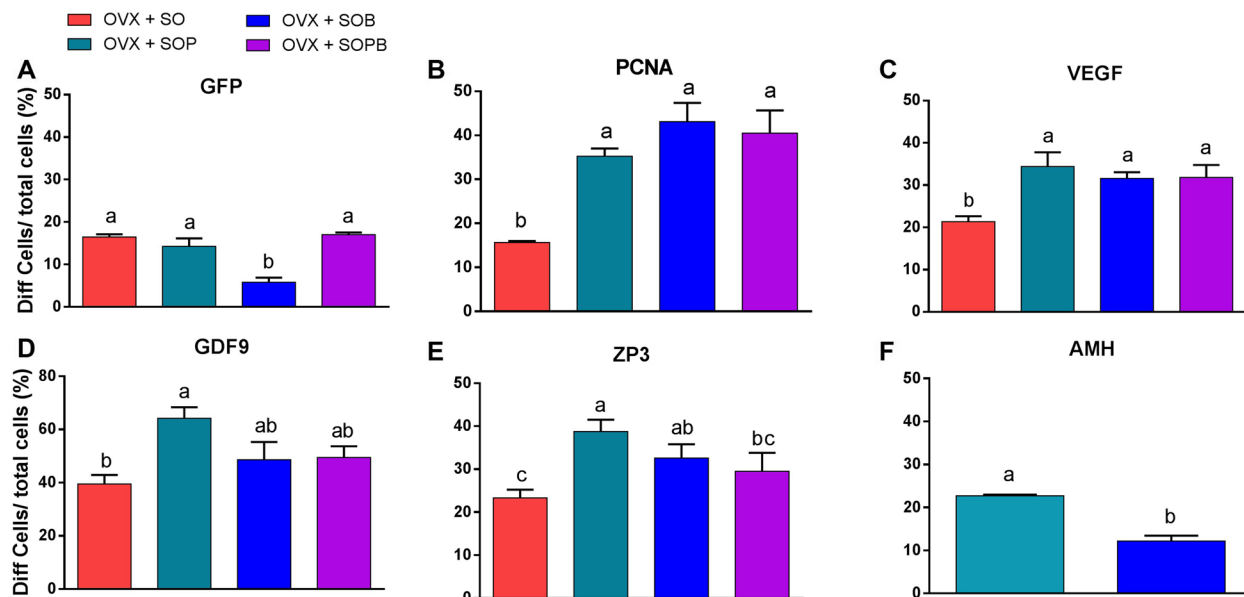 OVX + SO
OVX + SOB
OVX + SOP
OVX + SOPB
A
GFP
Diff Cells/ total cells (%)
50
40
30
20
10
0
a
a
b
a
B
PCNA
50
40
30
20
10
0
b
a
a
a
C
VEGF
50
40
30
20
10
0
b
a
a
a
D
GDF9
Diff Cells/ total cells (%)
80
60
40
20
0
b
a
ab
ab
E
ZP3
50
40
30
20
10
0
c
a
ab
bc
F
AMH
50
40
30
20
10
0
a
b